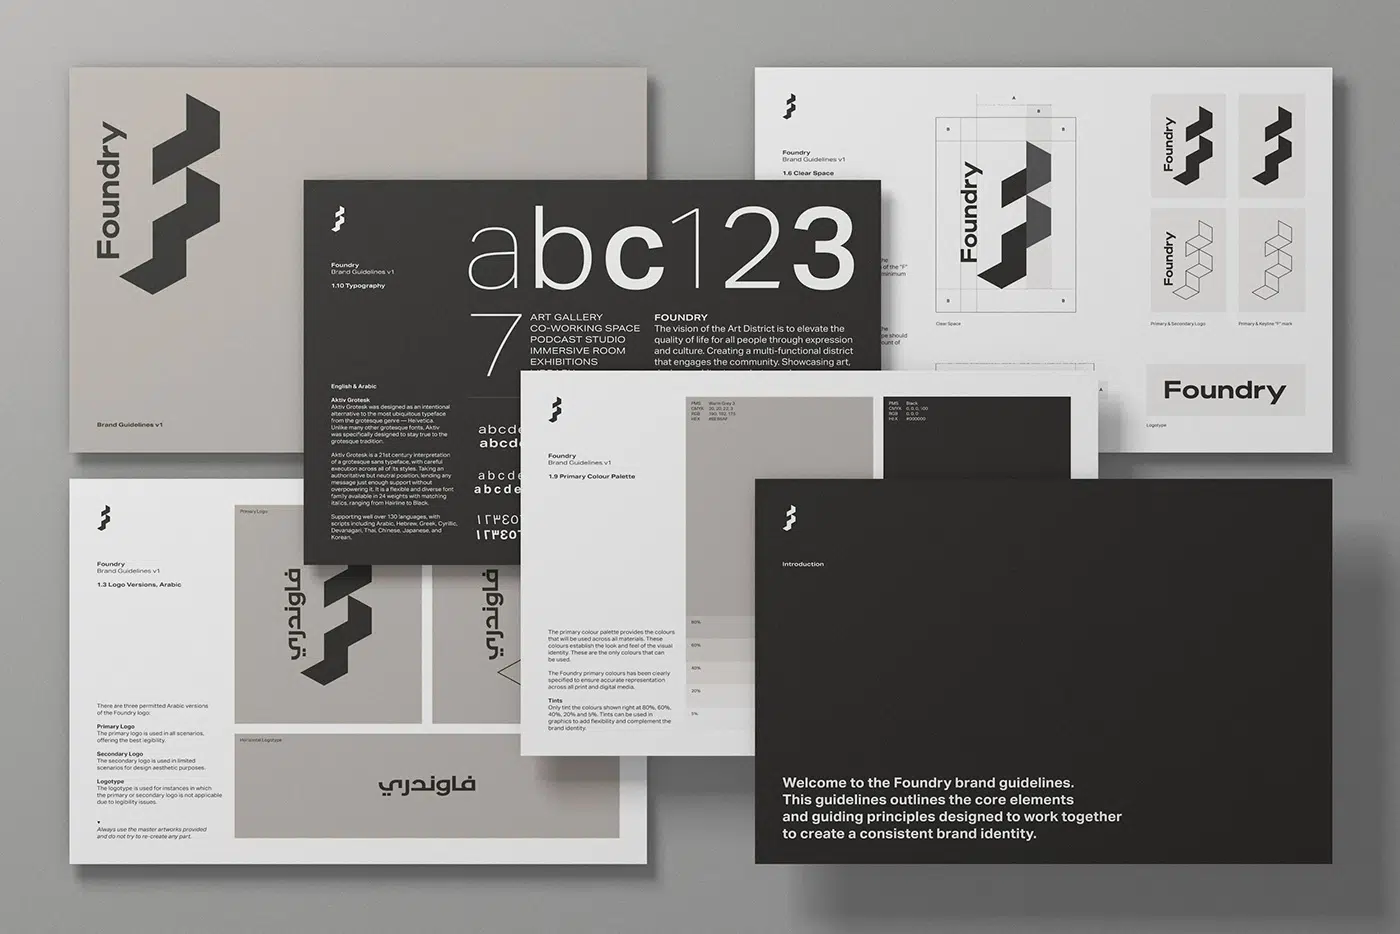 Foundry
Brand Guidelines v1
Foundry
Brand Guidelines v1
1.10 Typography
abc123
7
ART GALLERY
CO-WORKING SPACE
PODCAST STUDIO
IMMERSIVE ROOM
EXHIBITIONS
FOUNDRY
The vision of the Art District is to elevate the
quality of life for all people through expression
and culture. Creating a multi-functional district
that engages the community. Showcasing art,
English & Arabic
Aktiv Grotesk
Aktiv Grotesk was designed as an intentional
alternative to the most ubiquitous typeface
from the grotesque genre — Helvetica.
Unlike many other grotesque fonts, Aktiv
was specifically designed to stay true to the
grotesque tradition.
Aktiv Grotesk is a 21st century interpretation
of a grotesque sans typeface, with careful
execution across all of its styles. Taking an
authoritative but neutral position, lending any
message just enough support without
overpowering it. It is a flexible and diverse font
family available in 24 weights with matching
italics, ranging from Hairline to Black.
Supporting well over 130 languages, with
scripts including Arabic, Hebrew, Greek, Cyrillic,
Devanagari, Thai, Chinese, Japanese, and
Korean.
abcde
abcde
abcde
abcde
Foundry
Brand Guidelines v1
1.6 Clear Space
of the "F"
minimum
Foundry
A
B
B
B
B
B
Clear Space
Foundry
Foundry
Primary & Secondary Logo
Primary & Keyline "F" mark
A
Foundry
Logotype
Foundry
Brand Guidelines v1
1.3 Logo Versions, Arabic
There are three permitted Arabic versions
of the Foundry logo:
Primary Logo
The primary logo is used in all scenarios,
offering the best legibility.
Secondary Logo
The secondary logo is used in limited
scenarios for design aesthetic purposes.
Logotype
The logotype is used for instances in which
the primary or secondary logo is not applicable
due to legibility issues.
Always use the master artworks provided
and do not try to re-create any part.
Primary Logo
فاوندري
فاوندري
Horizontal Logotype
فاوندري
Foundry
Brand Guidelines v1
1.9 Primary Colour Palette
The primary colour palette provides the colours
that will be used across all materials. These
colours establish the look and feel of the visual
identity. These are the only colours that can
be used.
The Foundry primary colours has been clearly
specified to ensure accurate representation
across all print and digital media.
Tints
Only tint the colours shown right at 80%, 60%,
40%, 20% and 5%. Tints can be used in
graphics to add flexibility and complement the
brand identity.
PMS Warm Grey 3
CMYK
RGB
HEX
80%
60%
40%
20%
5%
PMS Black
CMYK 0, 0, 0, 100
RGB 0, 0, 0
HEX #000000
Introduction
Welcome to the Foundry brand guidelines.
This guidelines outlines the core elements
and guiding principles designed to work together
to create a consistent brand identity.